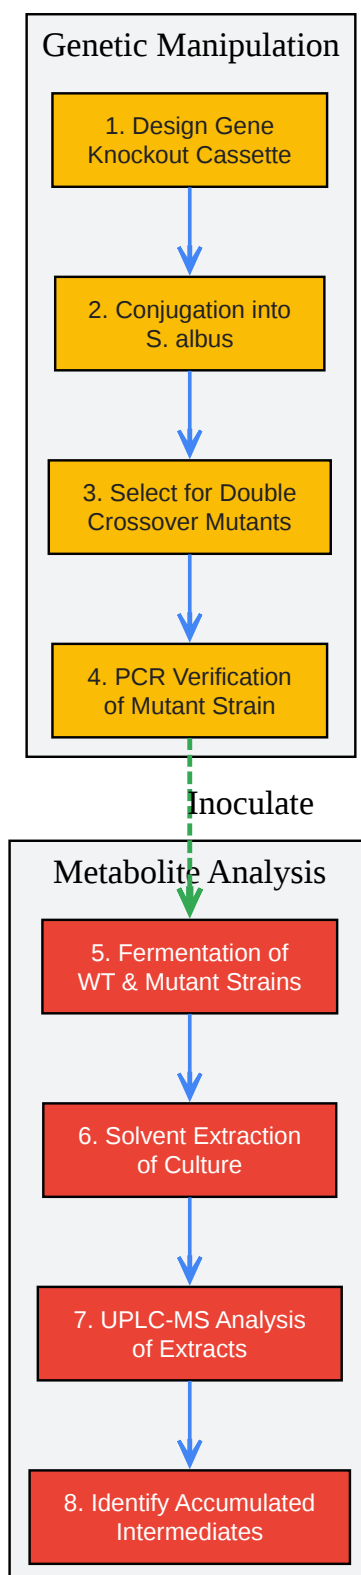 Genetic Manipulation
1. Design Gene
Knockout Cassette
2. Conjugation into
S. albus
3. Select for Double
Crossover Mutants
4. PCR Verification
of Mutant Strain
Inoculate
Metabolite Analysis
5. Fermentation of
WT & Mutant Strains
6. Solvent Extraction
of Culture
7. UPLC-MS Analysis
of Extracts
8. Identify Accumulated
Intermediates